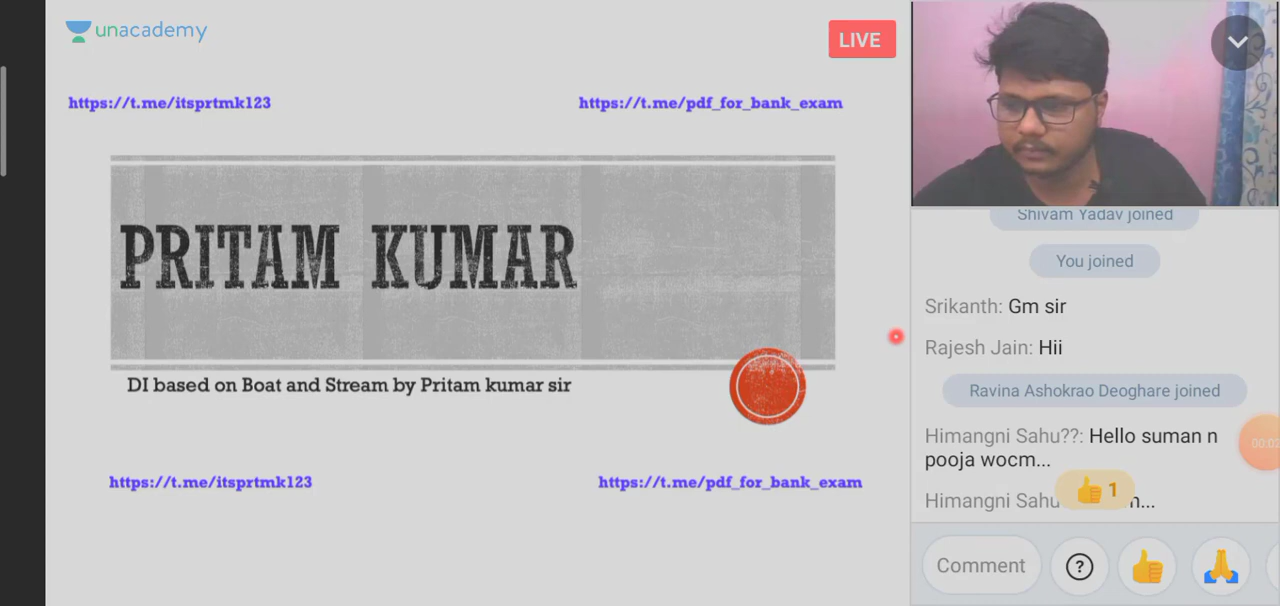 unacademy
LIVE
https://t.me/itsprtmk123
https://t.me/pdf_for_bank_exam
PRITAM KUMAR
DI based on Boat and Stream by Pritam kumar sir
https://t.me/itsprtmk123
https://t.me/pdf_for_bank_exam
Shivam Yadav joined
You joined
Srikanth: Gm sir
Rajesh Jain: Hii
Ravina Ashokrao Deoghare joined
Himangni Sahu??: Hello suman n
pooja wocm...
Himangni Sahu
1
Comment
?